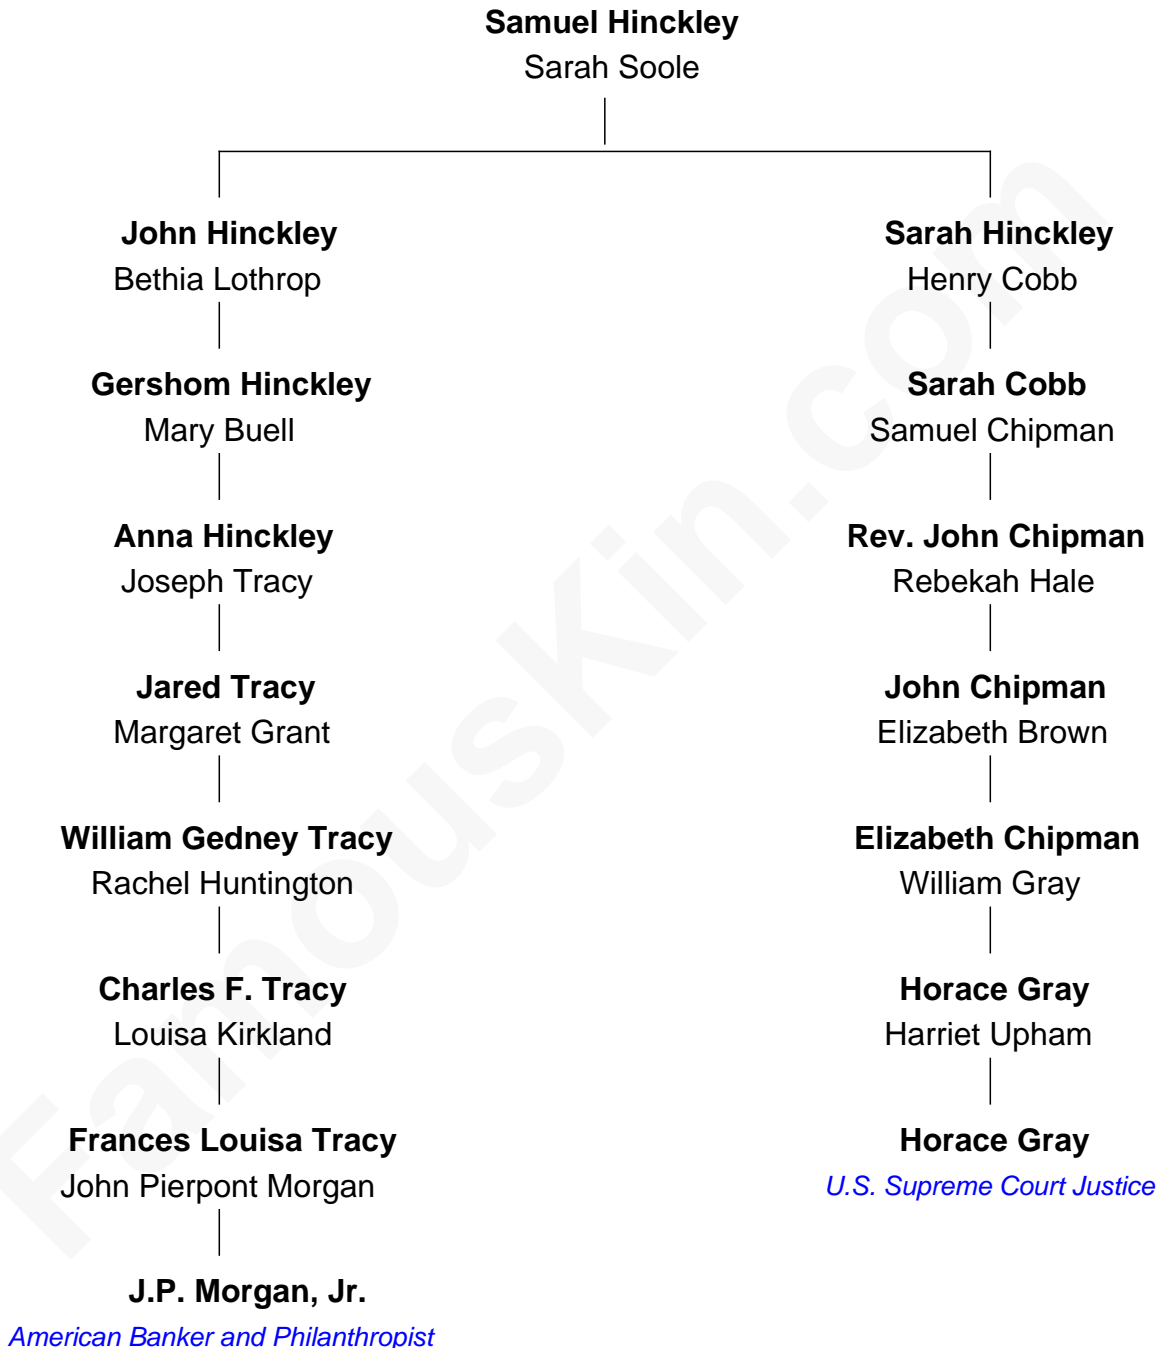 Samuel Hinckley
Sarah Soole
John Hinckley
Bethia Lothrop
Sarah Hinckley
Henry Cobb
Gershom Hinckley
Mary Buell
Sarah Cobb
Samuel Chipman
Anna Hinckley
Joseph Tracy
Rev. John Chipman
Rebekah Hale
Jared Tracy
Margaret Grant
John Chipman
Elizabeth Brown
William Gedney Tracy
Rachel Huntington
Elizabeth Chipman
William Gray
Charles F. Tracy
Louisa Kirkland
Horace Gray
Harriet Upham
Frances Louisa Tracy
John Pierpont Morgan
Horace Gray
U.S. Supreme Court Justice
J.P. Morgan, Jr.
American Banker and Philanthropist
FamousKin.com